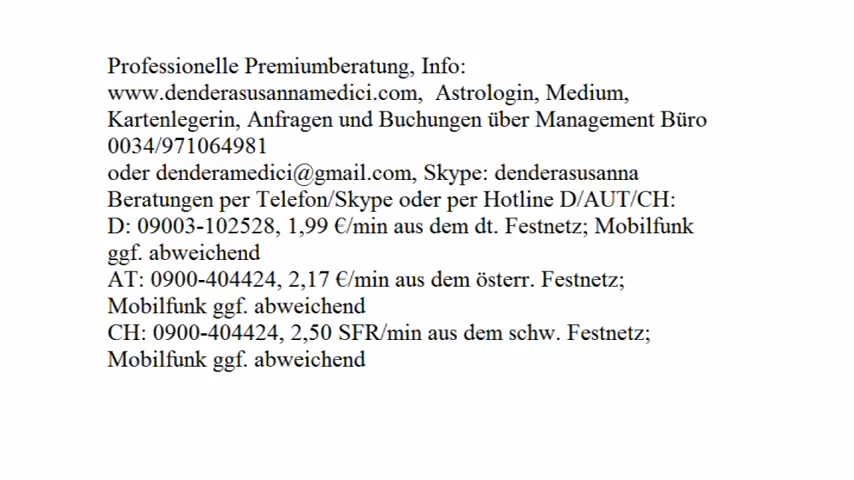 Professionelle Premiumberatung, Info:
www.denderasusannamedici.com,  Astrologin, Medium,
Kartenlegerin, Anfragen und Buchungen über Management Büro
0034/971064981
oder denderamedici@gmail.com, Skype: denderasusanna
Beratungen per Telefon/Skype oder per Hotline D/AUT/CH:
D: 09003-102528, 1,99 €/min aus dem dt. Festnetz; Mobilfunk
ggf. abweichend
AT: 0900-404424, 2,17 €/min aus dem österr. Festnetz;
Mobilfunk ggf. abweichend
CH: 0900-404424, 2,50 SFR/min aus dem schw. Festnetz;
Mobilfunk ggf. abweichend